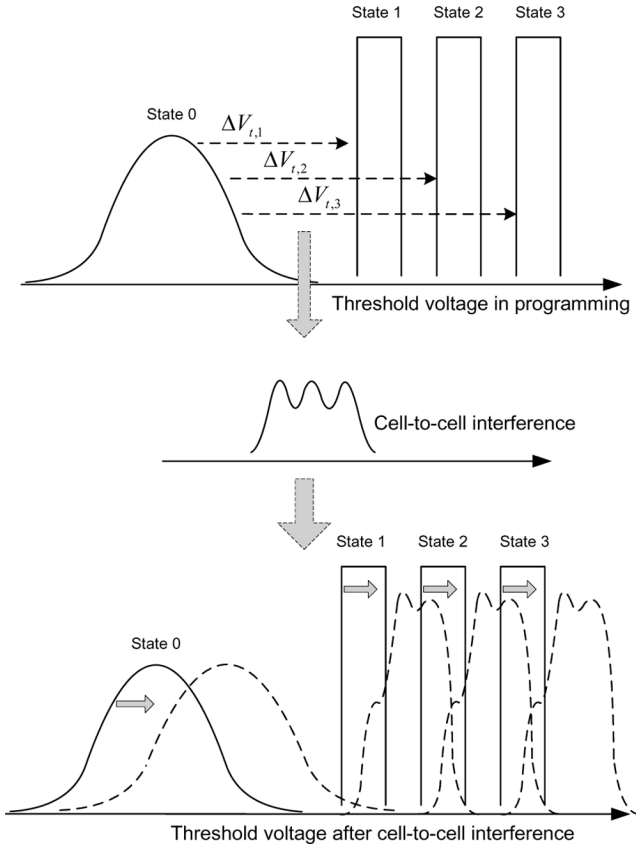 State 1 State 2 State 3
State 0
ΔV_{t,1}
ΔV_{t,2}
ΔV_{t,3}
Threshold voltage in programming
Cell-to-cell interference
State 1 State 2 State 3
State 0
Threshold voltage after cell-to-cell interference